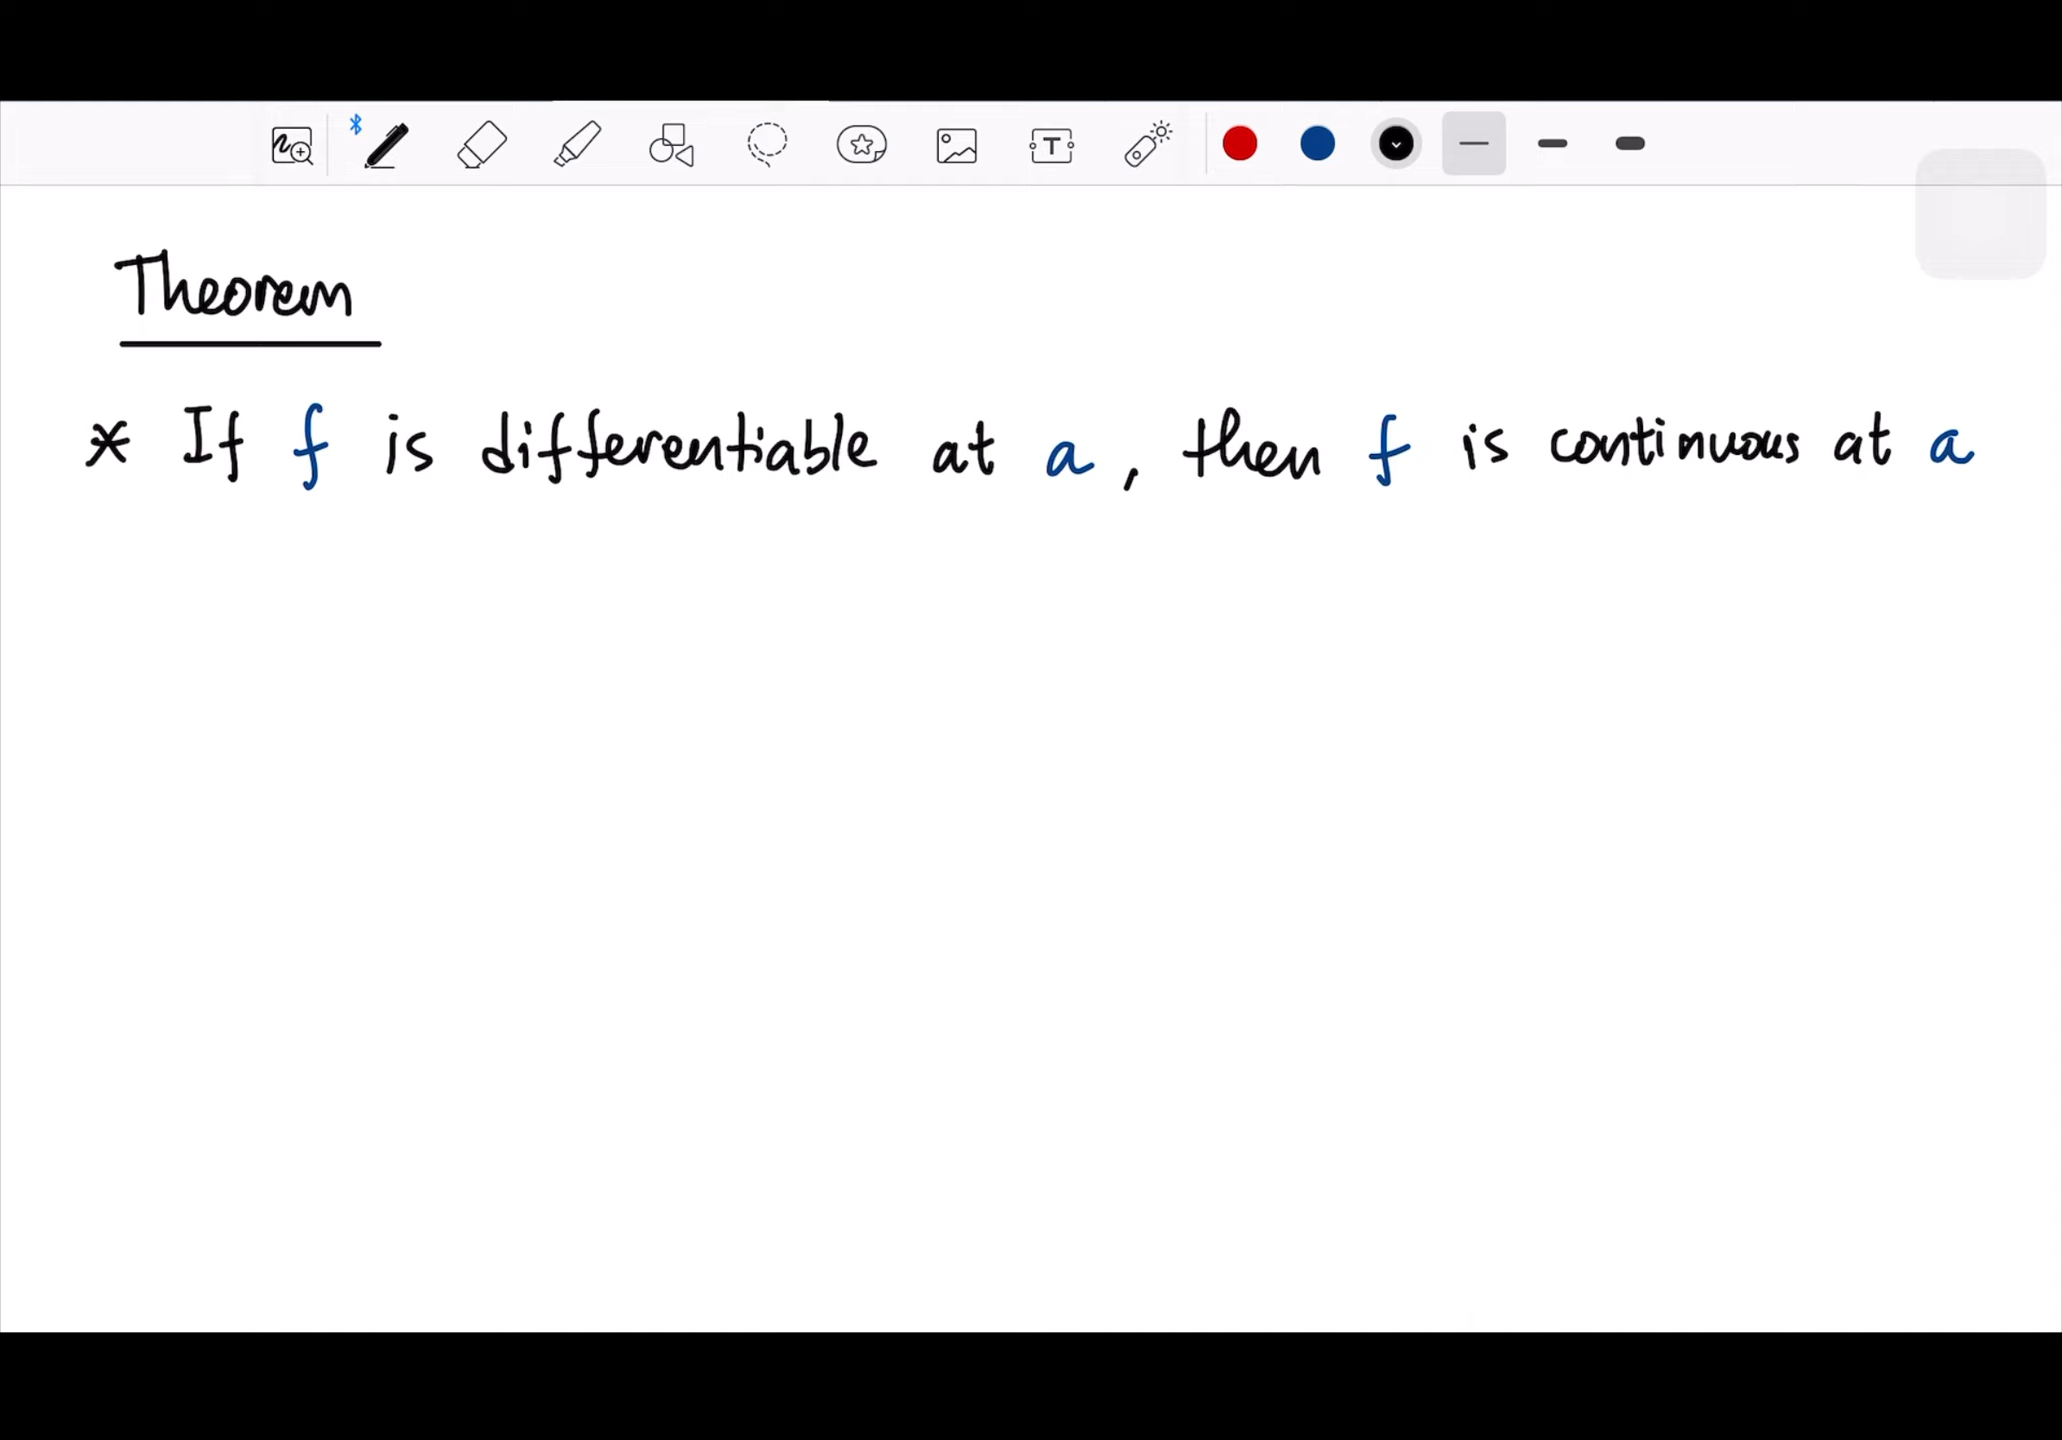 Theorem
* If f is differentiable at a, then f is continuous at a